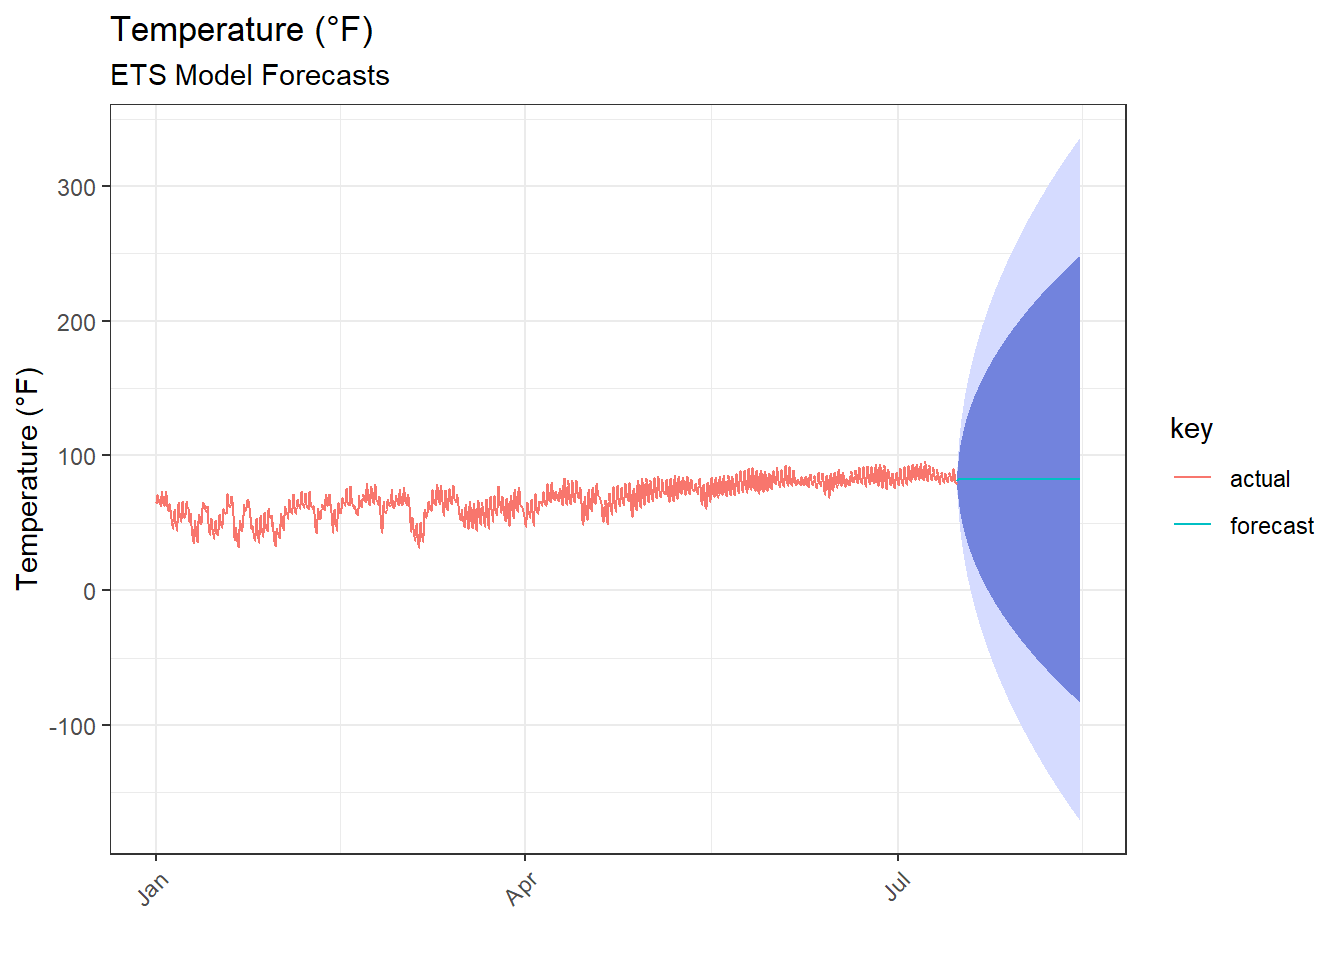 Temperature (°F)
ETS Model Forecasts
Temperature (°F)
300
200
100
0
-100
Jan
Apr
Jul
key
actual
forecast